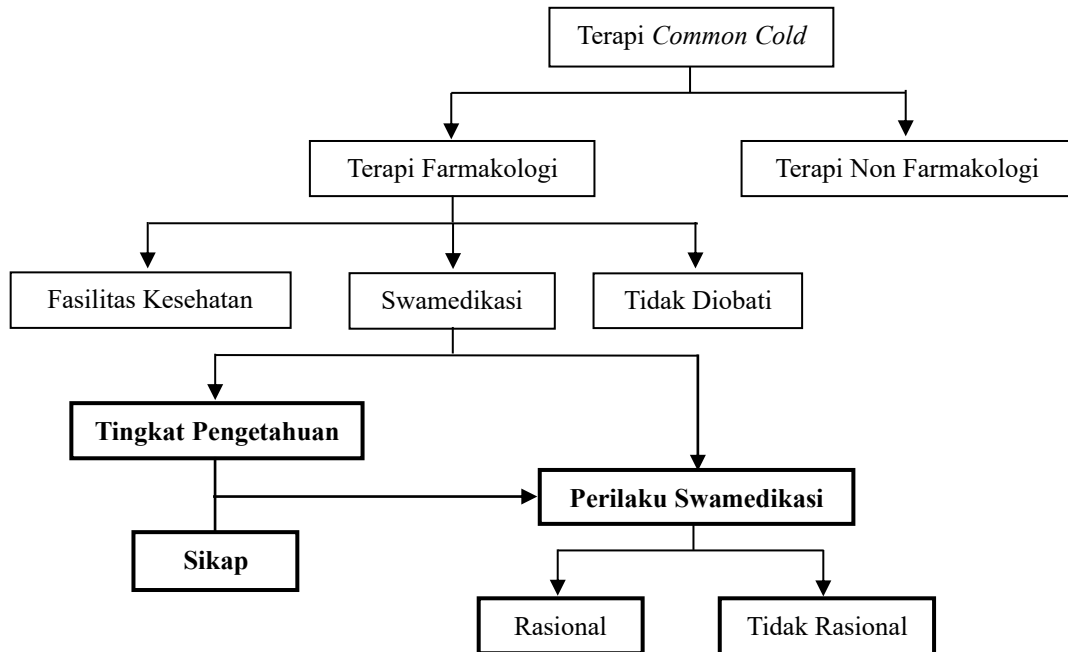 Terapi Common Cold
Terapi Farmakologi
Terapi Non Farmakologi
Fasilitas Kesehatan
Swamedikasi
Tidak Diobati
Tingkat Pengetahuan
Perilaku Swamedikasi
Sikap
Rasional
Tidak Rasional